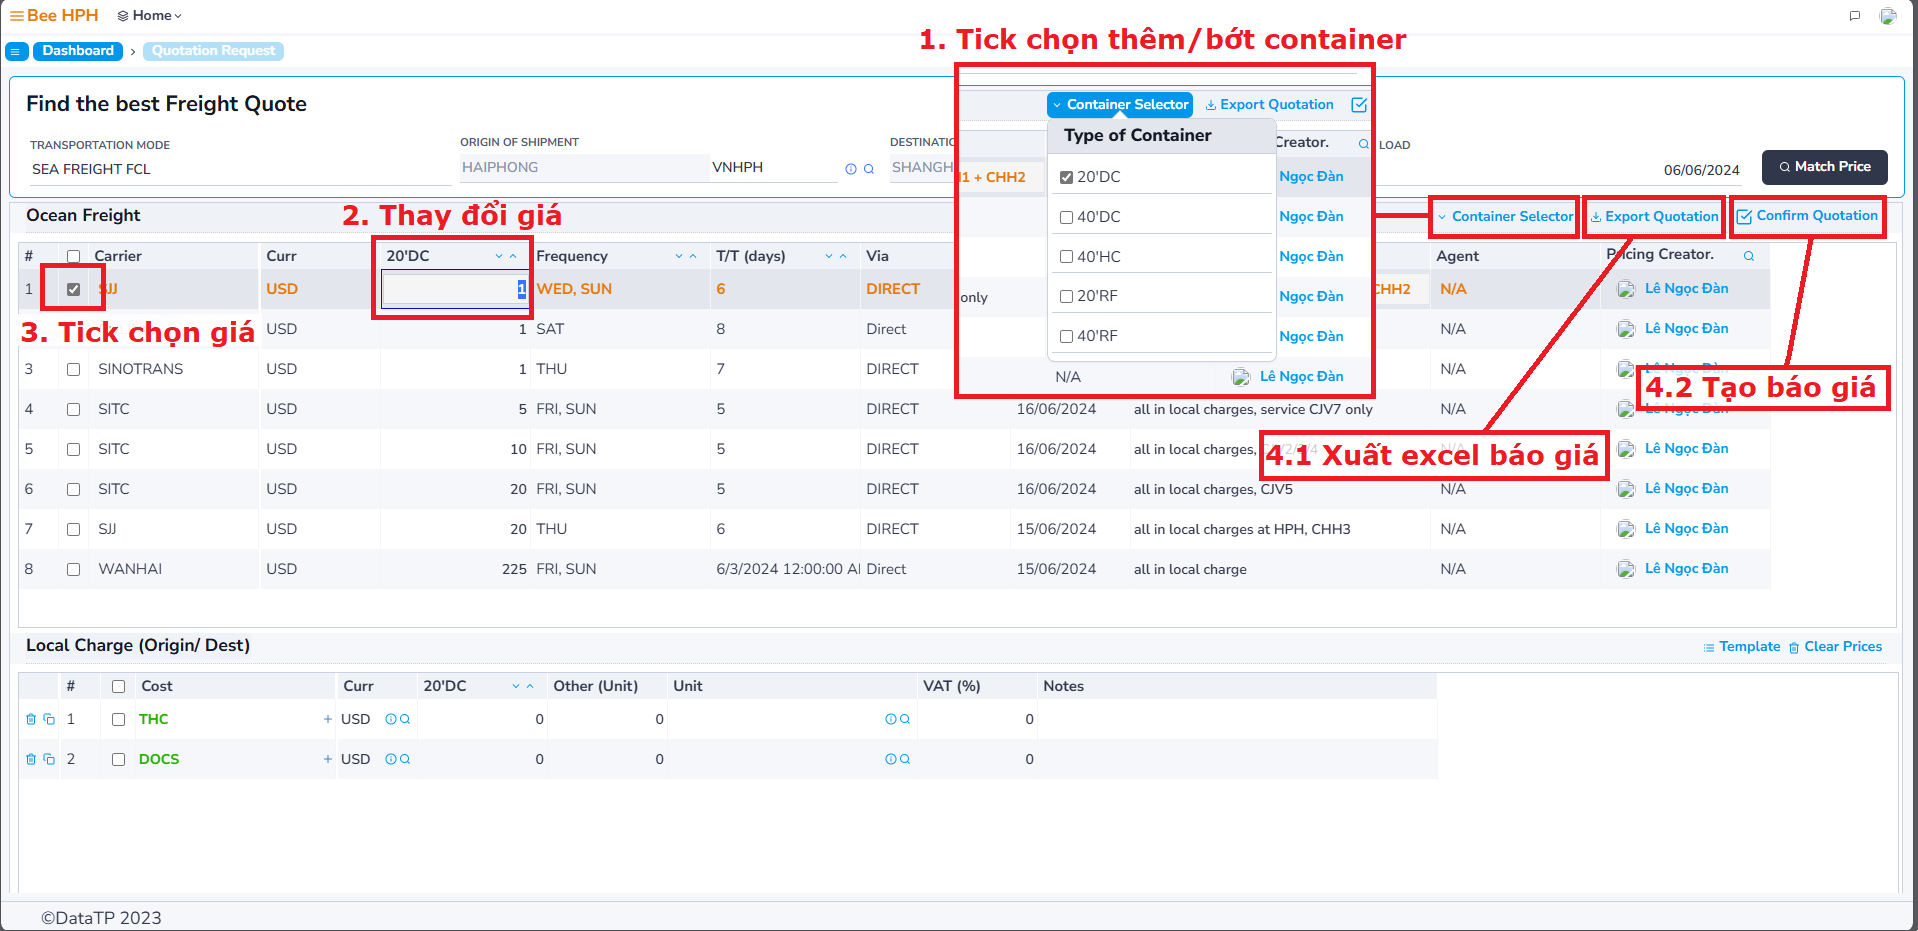 Bee HPH
Home
Dashboard
Quotation Request
1. Tick chọn thêm/bớt container
Find the best Freight Quote
TRANSPORTATION MODE
SEA FREIGHT FCL
ORIGIN OF SHIPMENT
HAIPHONG
VNHPH
LOAD
06/06/2024
Match Price
Container Selector
Export Quotation
Type of Container
20'DC
40'DC
40'HC
20'RF
40'RF
+ CHH2
Creator.
Ngọc Đàn
Ngọc Đàn
Ngọc Đàn
Ngọc Đàn
Ngọc Đàn
only
N/A
Lê Ngọc Đàn
Ocean Freight
2. Thay đổi giá
Container Selector
Export Quotation
Confirm Quotation
# Carrier Curr 20'DC Frequency T/T (days) Via Agent Pricing Creator.
1 SJJ USD 1 WED, SUN 6 DIRECT CHH2 N/A Lê Ngọc Đàn
3. Tick chọn giá
USD 1 SAT 8 Direct N/A Lê Ngọc Đàn
3 SINOTRANS USD 1 THU 7 DIRECT N/A
4.2 Tạo báo giá
4 SITC USD 5 FRI, SUN 5 DIRECT 16/06/2024 all in local charges, service CJV7 only N/A
5 SITC USD 10 FRI, SUN 5 DIRECT 16/06/2024 all in local charges, Lê Ngọc Đàn
4.1 Xuất excel báo giá
6 SITC USD 20 FRI, SUN 5 DIRECT 16/06/2024 all in local charges, CJV5 N/A Lê Ngọc Đàn
7 SJJ USD 20 THU 6 DIRECT 15/06/2024 all in local charges at HPH, CHH3 N/A Lê Ngọc Đàn
8 WANHAI USD 225 FRI, SUN 6/3/2024 12:00:00 Direct 15/06/2024 all in local charge N/A Lê Ngọc Đàn
Local Charge (Origin/ Dest)
Template
Clear Prices
# Cost Curr 20'DC Other (Unit) Unit VAT (%) Notes
1 THC + USD 0 0 0
2 DOCS + USD 0 0 0
©DataTP 2023